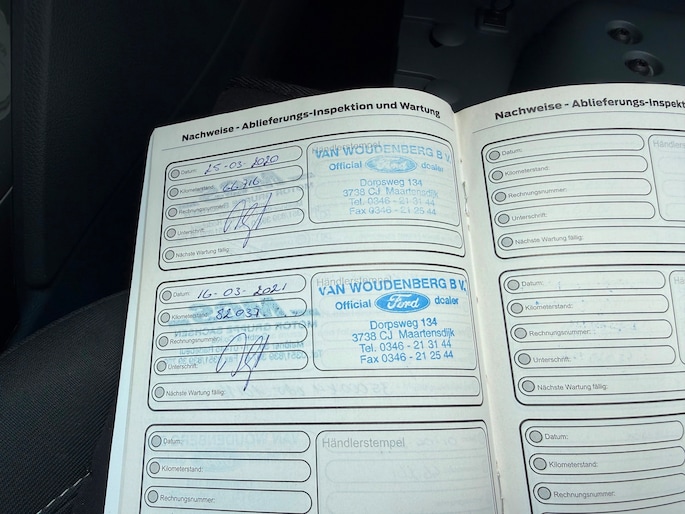 Nachweise - Ablieferungs-Inspektion und Wartung
Datum: 25-03-2020
Kilometerstand: 66716
Rechnungsnummer:
Unterschrift:
Nächste Wartung fällig:
Händlerstempel
VAN WOUDENBERG B.V.
Official Ford dealer
Dorpsweg 134
3738 CJ Maartensdijk
Tel. 0346 - 21 31 44
Fax 0346 - 21 25 44
Datum: 16-03-2021
Kilometerstand: 82037
Rechnungsnummer:
Unterschrift:
Nächste Wartung fällig:
Händlerstempel
VAN WOUDENBERG B.V.
Official Ford dealer
Dorpsweg 134
3738 CJ Maartensdijk
Tel. 0346 - 21 31 44
Fax 0346 - 21 25 44
Datum:
Kilometerstand:
Rechnungsnummer:
Händlerstempel
Nachweise - Ablieferungs-Inspekt
Datum:
Kilometerstand:
Rechnungsnummer:
Unterschrift:
Nächste Wartung fällig:
Händlerst
Datum:
Kilometerstand:
Rechnungsnummer:
Unterschrift:
Nächste Wartung fällig:
Datum:
Kilometerstand:
Rechnungsnummer: